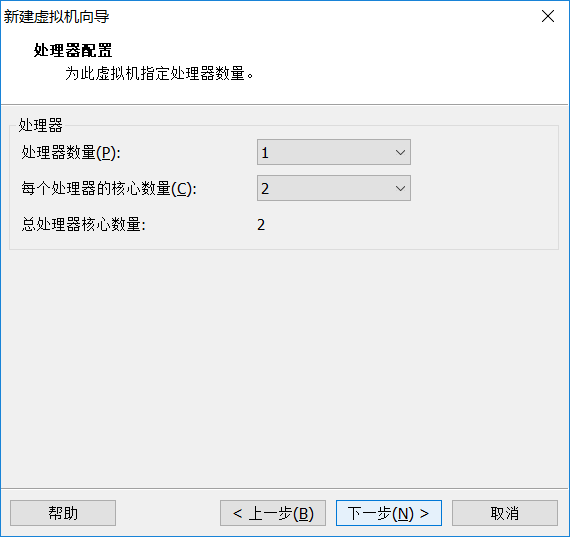 新建虚拟机向导
处理器配置
为此虚拟机指定处理器数量。
处理器
处理器数量(P): 1
每个处理器的核心数量(C): 2
总处理器核心数量: 2
帮助 < 上一步(B) 下一步(N) > 取消